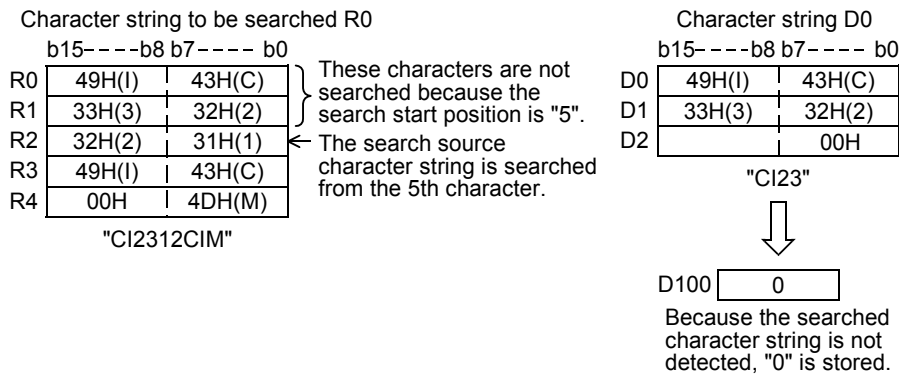 Character string to be searched R0
b15----b8 b7---- b0
R0 49H(I) 43H(C)
R1 33H(3) 32H(2)
R2 32H(2) 31H(1)
R3 49H(I) 43H(C)
R4 00H 4DH(M)
"CI2312CIM"
These characters are not
searched because the
search start position is "5".
The search source
character string is searched
from the 5th character.
Character string D0
b15----b8 b7---- b0
D0 49H(I) 43H(C)
D1 33H(3) 32H(2)
D2 00H
"CI23"
D100 0
Because the searched
character string is not
detected, "0" is stored.